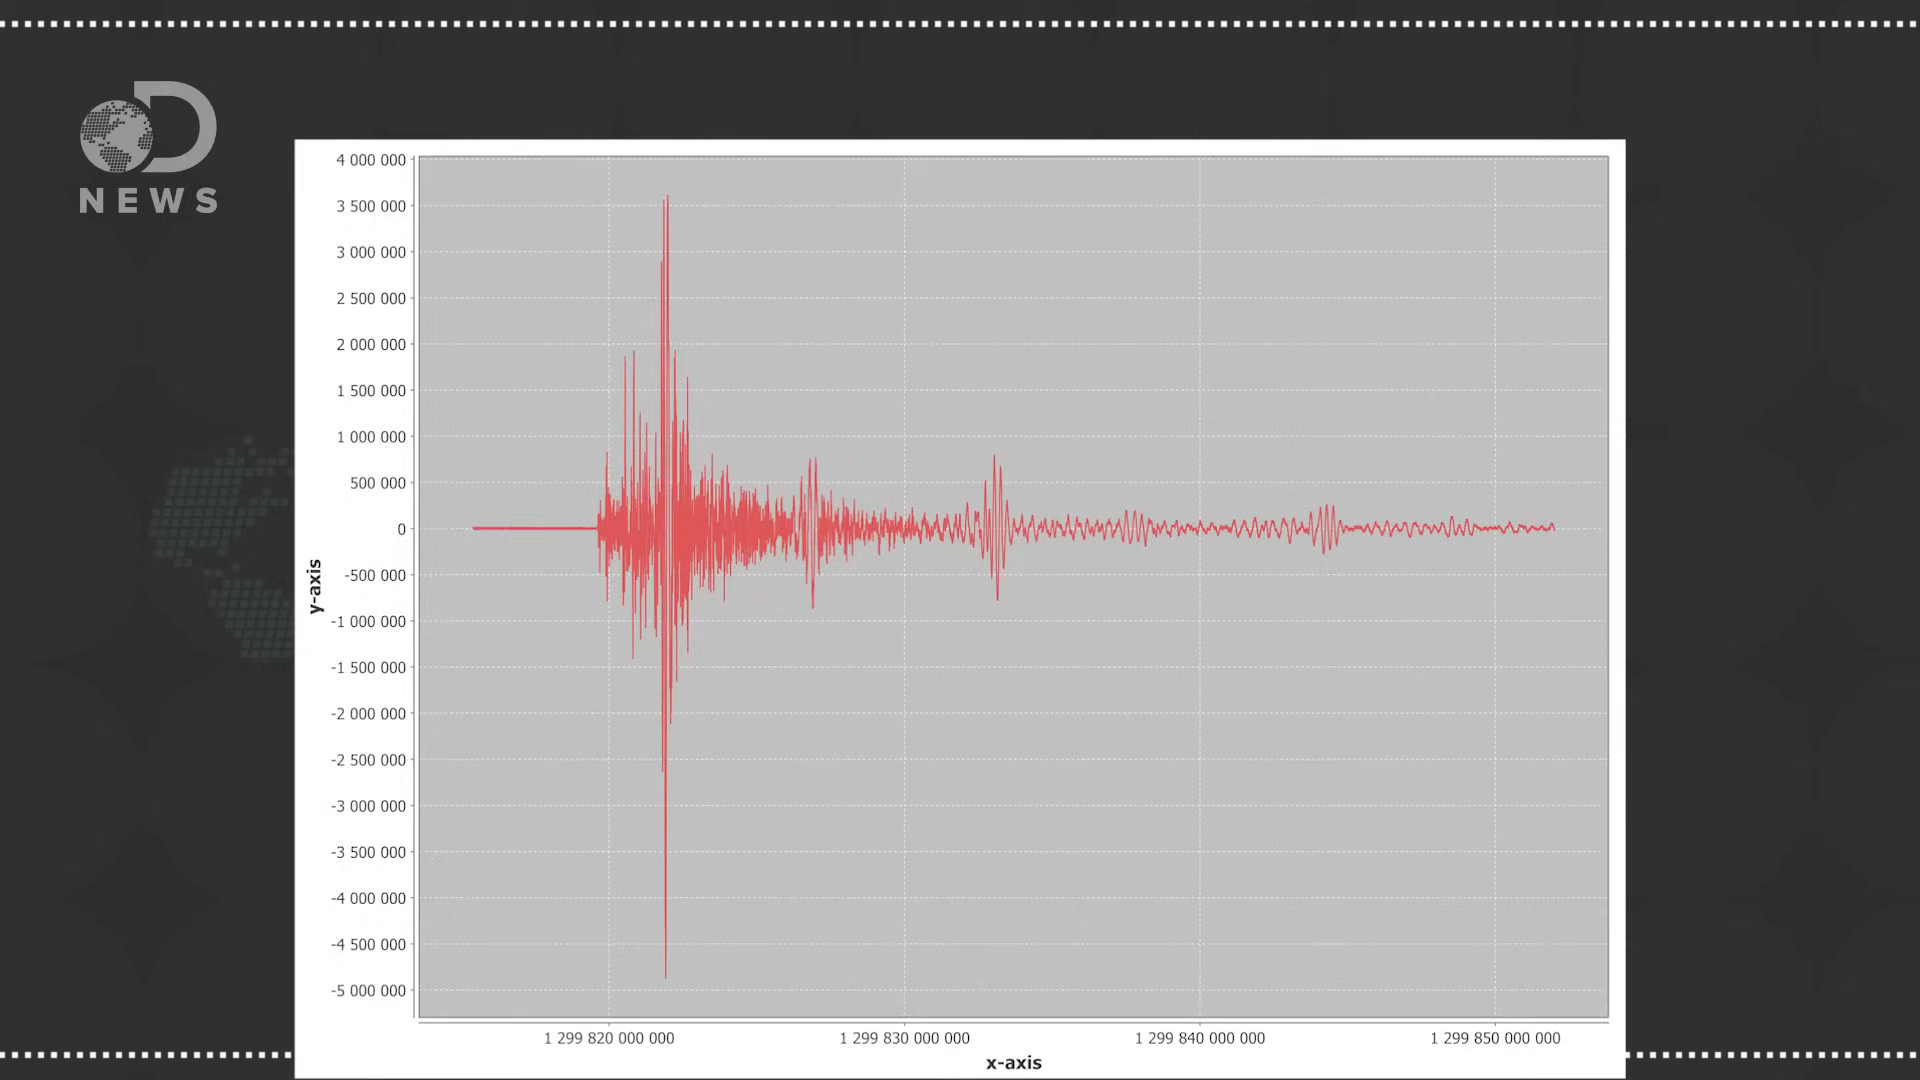 D
NEWS
4 000 000
3 500 000
3 000 000
2 500 000
2 000 000
1 500 000
1 000 000
500 000
0
-500 000
-1 000 000
-1 500 000
-2 000 000
-2 500 000
-3 000 000
-3 500 000
-4 000 000
-4 500 000
-5 000 000
y-axis
1 299 820 000 000
1 299 830 000 000
1 299 840 000 000
1 299 850 000 000
x-axis